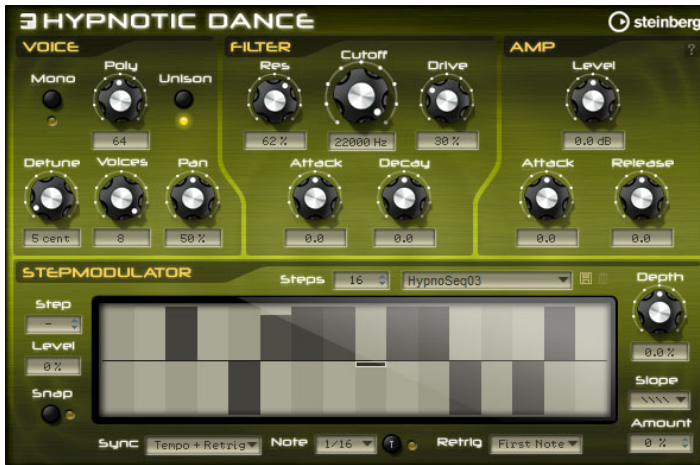 HYPNOTIC DANCE
steinberg
VOICE
FILTER
AMP
?
Mono
Poly
Unison
Res
Cutoff
Drive
Level
64
62 %
22000 Hz
30 %
0.0 dB
Detune
Voices
Pan
Attack
Decay
Attack
Release
5 cent
8
50 %
0.0
0.0
0.0
0.0
STEPMODULATOR
Steps
16
HypnoSeq03
Depth
Step
-
0.0 %
Level
0 %
Slope
Snap
\\\\
Amount
Sync
Tempo + Retrig
Note
1/16
T
Retrig
First Note
0 %